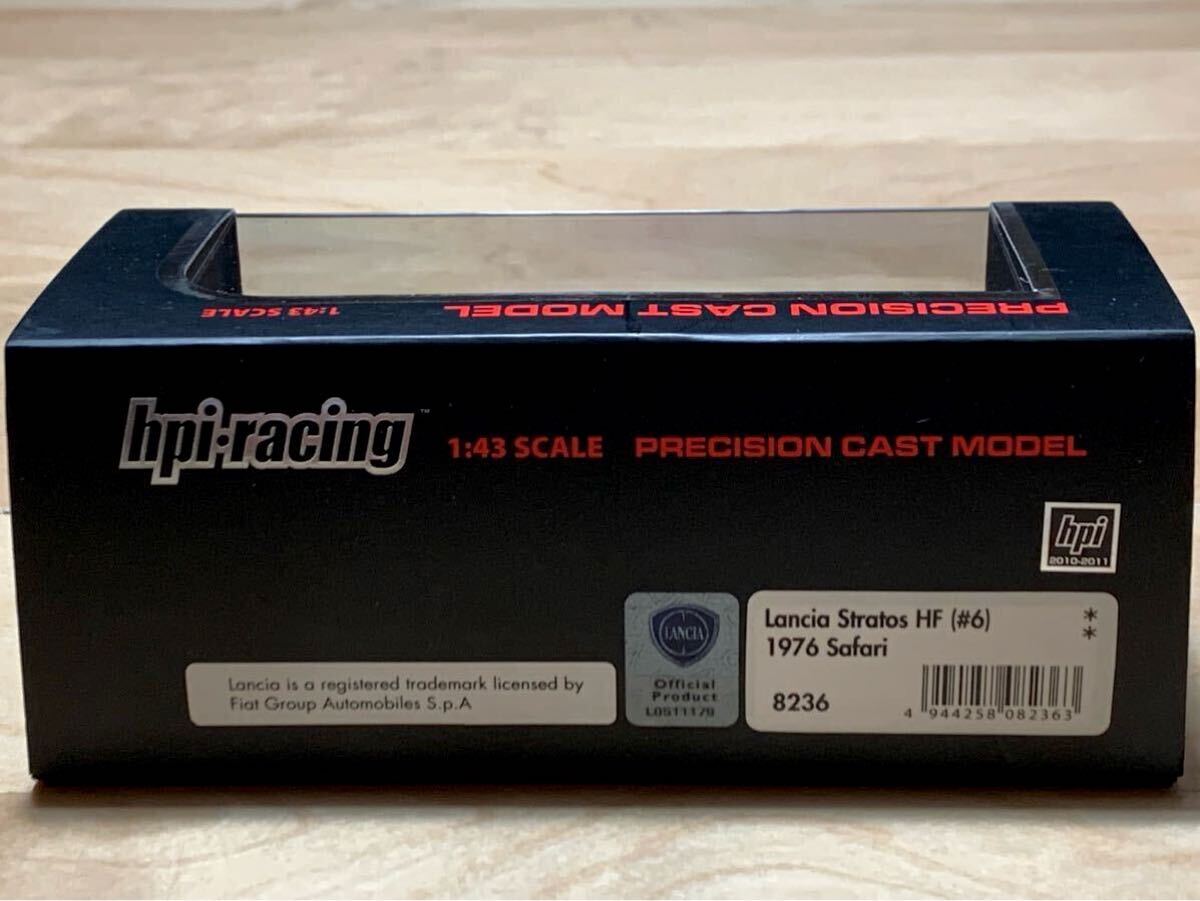 PRECISION CAST MODEL
1:43 SCALE
hpi·racing™
1:43 SCALE PRECISION CAST MODEL
hpi
2010-2011
Lancia is a registered trademark licensed by
Fiat Group Automobiles S.p.A
LANCIA
Official
Product
L0511179
Lancia Stratos HF (#6) *
1976 Safari *
8236
4 944258 082363